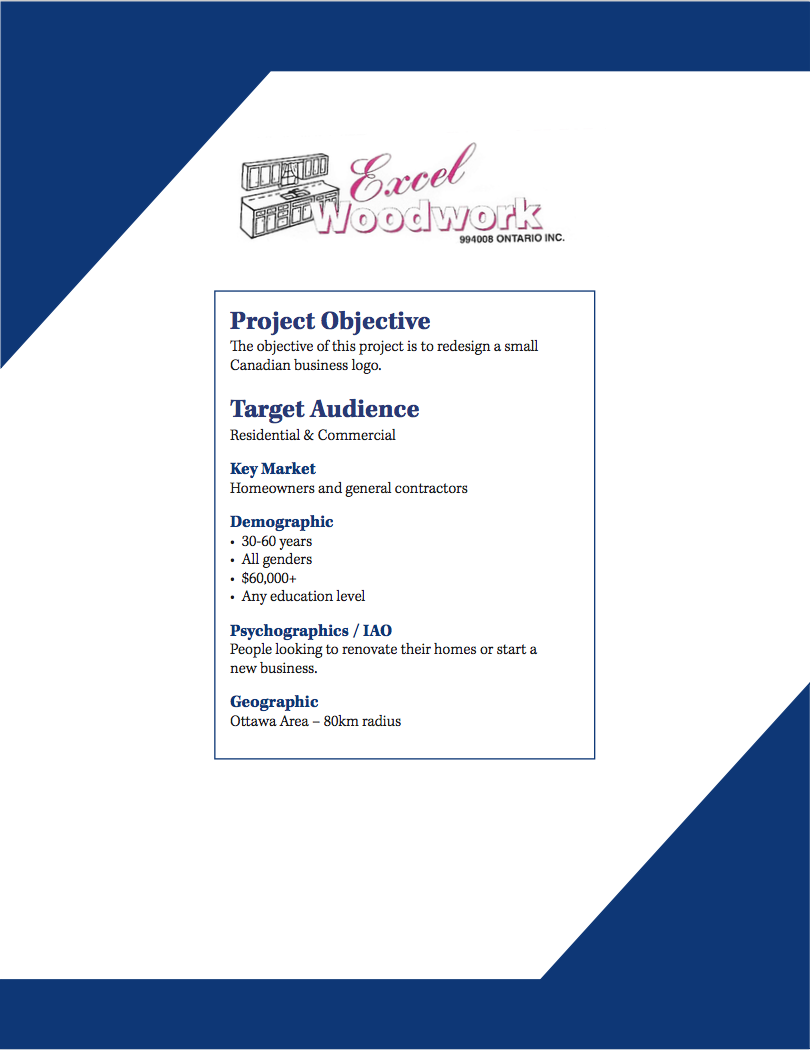 Excel
Woodwork
994008 ONTARIO INC.
Project Objective
The objective of this project is to redesign a small
Canadian business logo.
Target Audience
Residential & Commercial
Key Market
Homeowners and general contractors
Demographic
• 30-60 years
• All genders
• $60,000+
• Any education level
Psychographics / IAO
People looking to renovate their homes or start a
new business.
Geographic
Ottawa Area – 80km radius